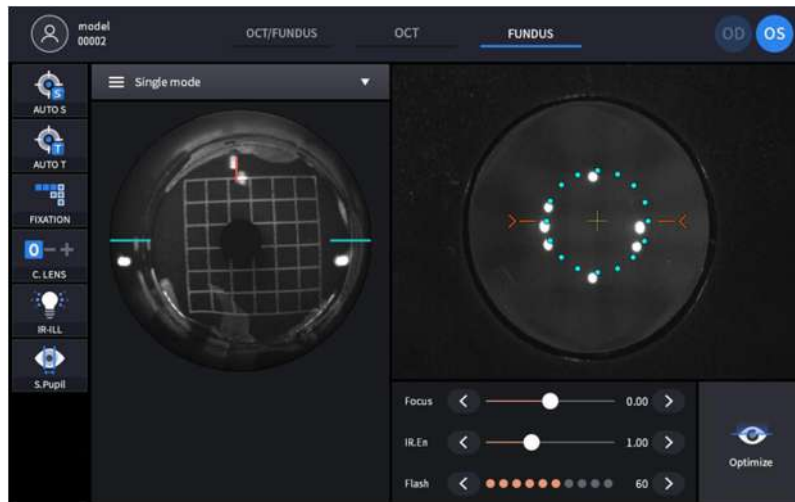 model
00002
OCT/FUNDUS
OCT
FUNDUS
OD
OS
S
AUTO S
T
AUTO T
FIXATION
0 - +
C. LENS
IR-ILL
S.Pupil
Single mode
Focus
0.00
IR.En
1.00
Flash
60
Optimize